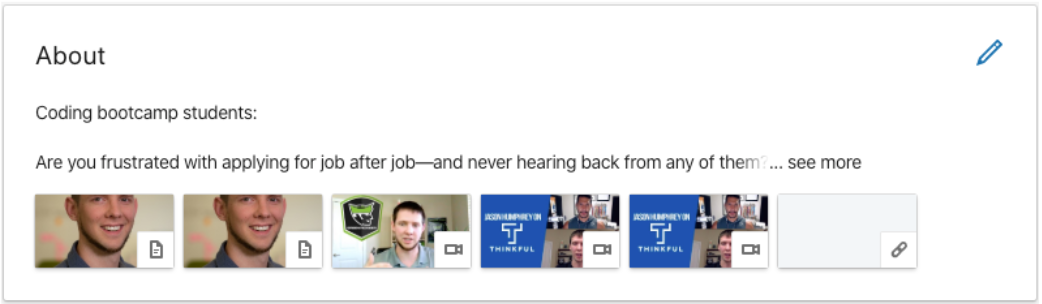 About
Coding bootcamp students:
Are you frustrated with applying for job after job—and never hearing back from any of them?... see more
JASON HUMPHREY ON
THINKFUL
JASON HUMPHREY ON
THINKFUL